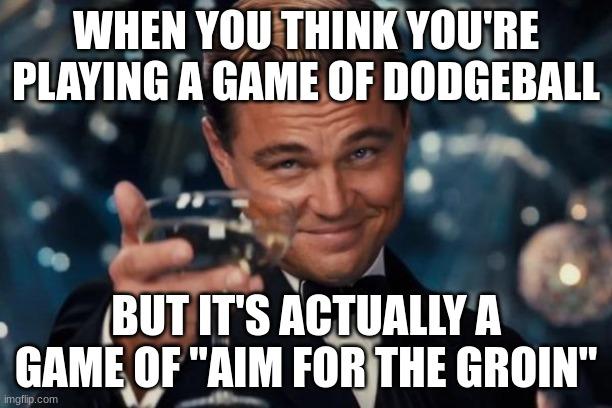 WHEN YOU THINK YOU'RE
PLAYING A GAME OF DODGEBALL
BUT IT'S ACTUALLY A
GAME OF "AIM FOR THE GROIN"
imgflip.com